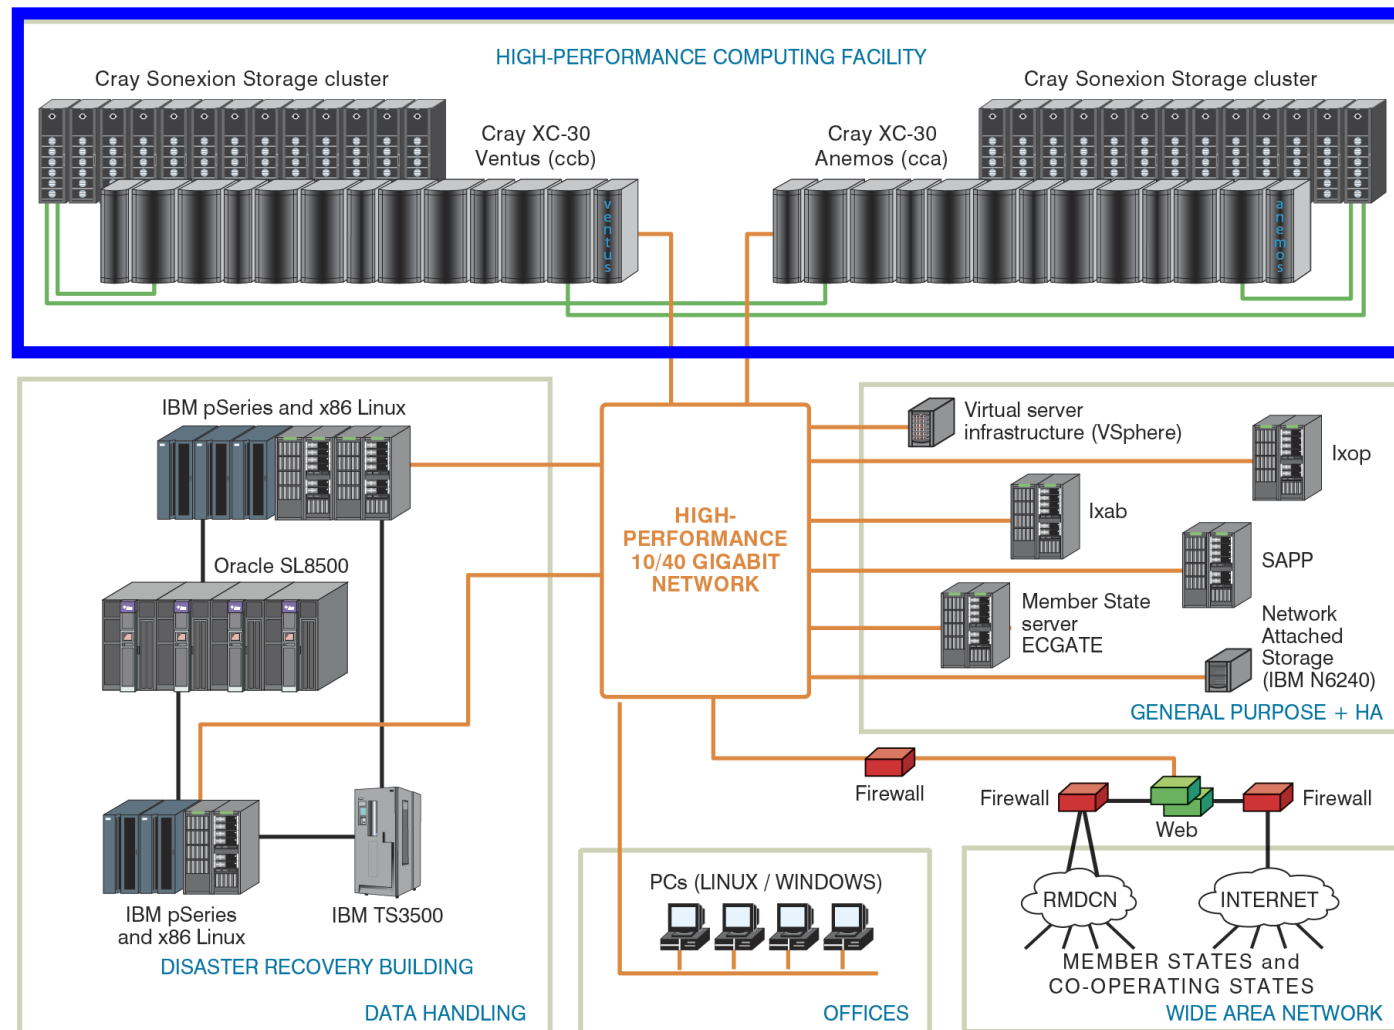 HIGH-PERFORMANCE COMPUTING FACILITY
Cray Sonexion Storage cluster
Cray Sonexion Storage cluster
Cray XC-30
Ventus (ccb)
Cray XC-30
Anemos (cca)
ventus
anemos
IBM pSeries and x86 Linux
Oracle SL8500
IBM pSeries
and x86 Linux
IBM TS3500
DISASTER RECOVERY BUILDING
DATA HANDLING
HIGH-
PERFORMANCE
10/40 GIGABIT
NETWORK
Virtual server
infrastructure (VSphere)
Ixop
Ixab
SAPP
Member State
server
ECGATE
Network
Attached
Storage
(IBM N6240)
GENERAL PURPOSE + HA
Firewall
Firewall
Web
Firewall
PCs (LINUX / WINDOWS)
OFFICES
RMDCN
INTERNET
MEMBER STATES and
CO-OPERATING STATES
WIDE AREA NETWORK